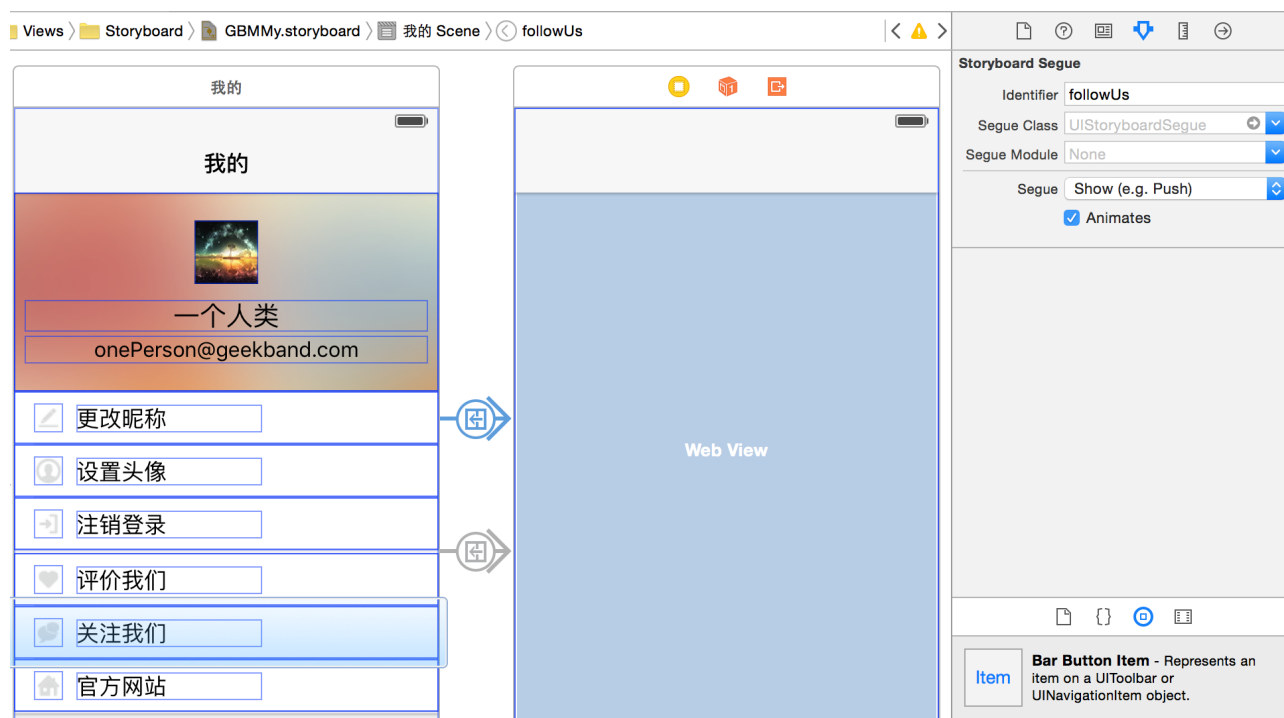 Views Storyboard GBMMy.storyboard 我的 Scene followUs
我的
我的
一个人类
onePerson@geekband.com
更改昵称
设置头像
注销登录
评价我们
关注我们
官方网站
Web View
Storyboard Segue
Identifier followUs
Segue Class UIStoryboardSegue
Segue Module None
Segue Show (e.g. Push)
Animates
{}
Item
Bar Button Item - Represents an
item on a UIToolbar or
UINavigationItem object.